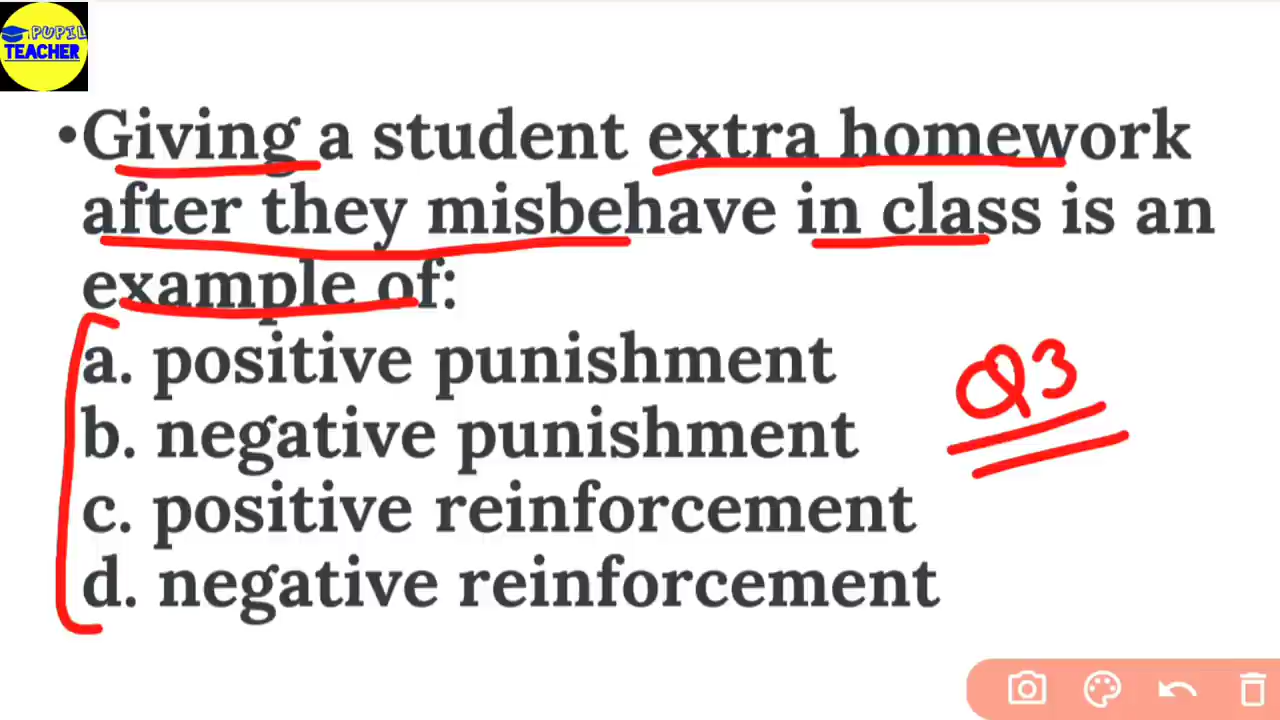 PUPIL
TEACHER
•Giving a student extra homework
after they misbehave in class is an
example of:
a. positive punishment
b. negative punishment
c. positive reinforcement
d. negative reinforcement
Q3